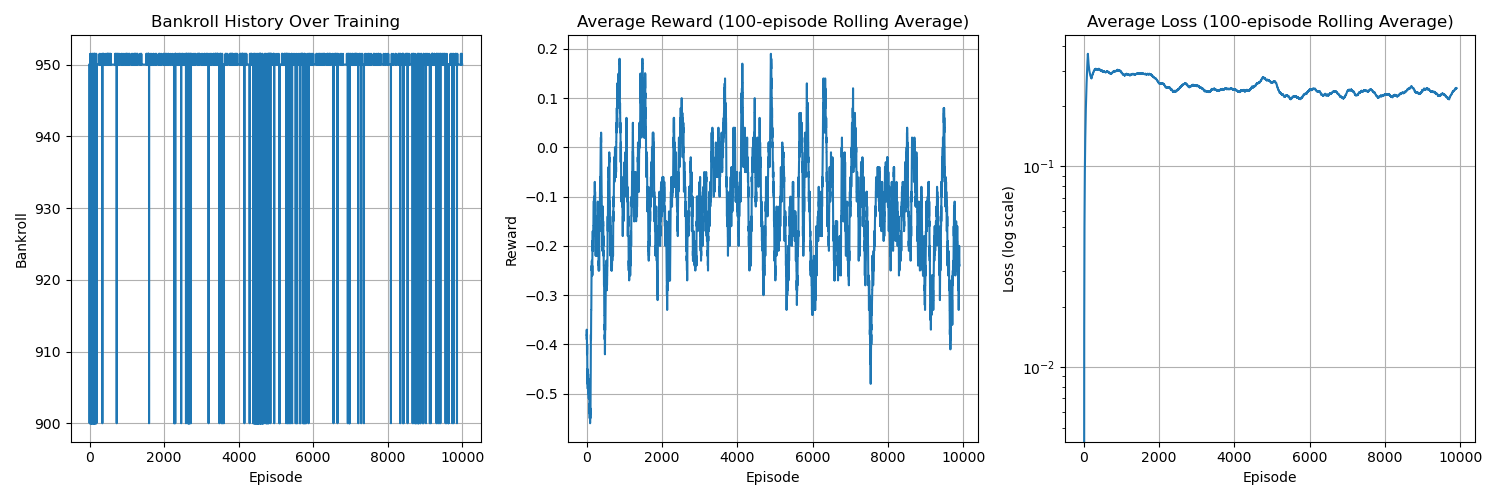 Bankroll History Over Training
Bankroll
950
940
930
920
910
900
0 2000 4000 6000 8000 10000
Episode
Average Reward (100-episode Rolling Average)
Reward
0.2
0.1
0.0
−0.1
−0.2
−0.3
−0.4
−0.5
0 2000 4000 6000 8000 10000
Episode
Average Loss (100-episode Rolling Average)
Loss (log scale)
10⁻¹
10⁻²
0 2000 4000 6000 8000 10000
Episode